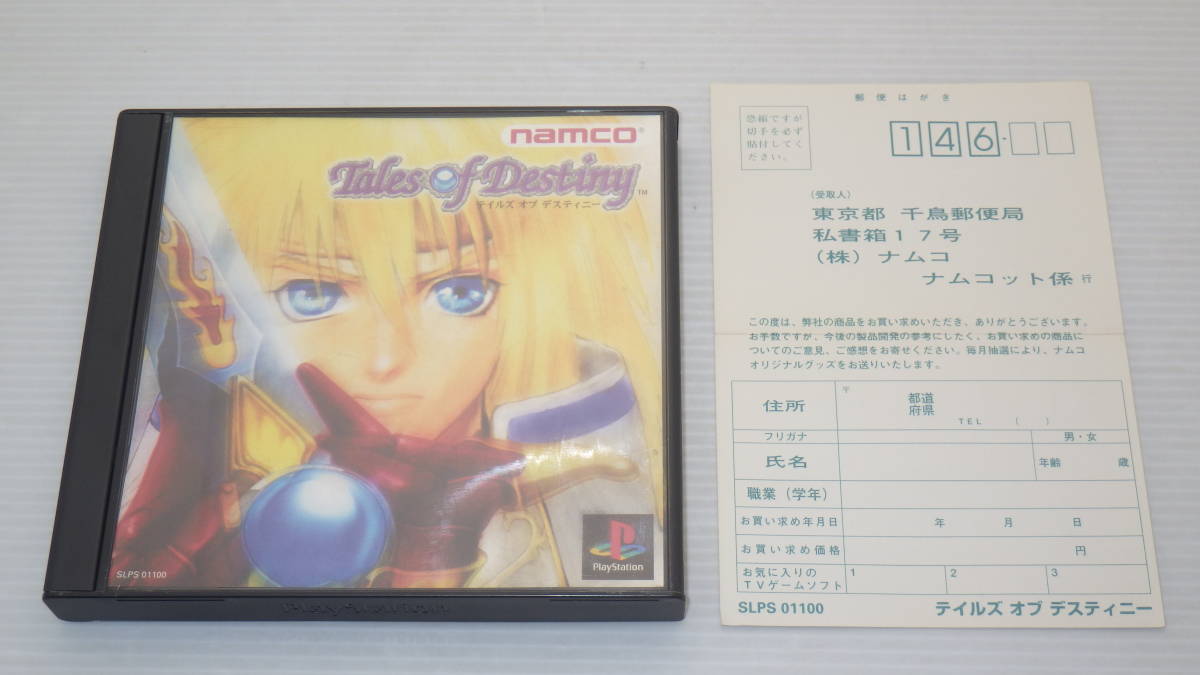 namco
Tales of Destiny™
テイルズ オブ デスティニー
PlayStation
SLPS 01100
PlayStation
郵便はがき
恐縮ですが
切手を必ず
貼付してく
ださい。
146-
(受取人)
東京都 千鳥郵便局
私書箱17号
(株)ナムコ
ナムコット係 行
この度は、弊社の商品をお買い求めいただき、ありがとうございます。
お手数ですが、今後の製品開発の参考にしたく、お買い求めの商品に
ついてのご意見、ご感想をお寄せください。毎月抽選により、ナムコ
オリジナルグッズをお送りいたします。
住所 〒 都道
府県
TEL ( )
フリガナ 男・女
氏名 年齢 歳
職業(学年)
お買い求め年月日 年 月 日
お買い求め価格 円
お気に入りの 1 2 3
TVゲームソフト
SLPS 01100 テイルズ オブ デスティニー